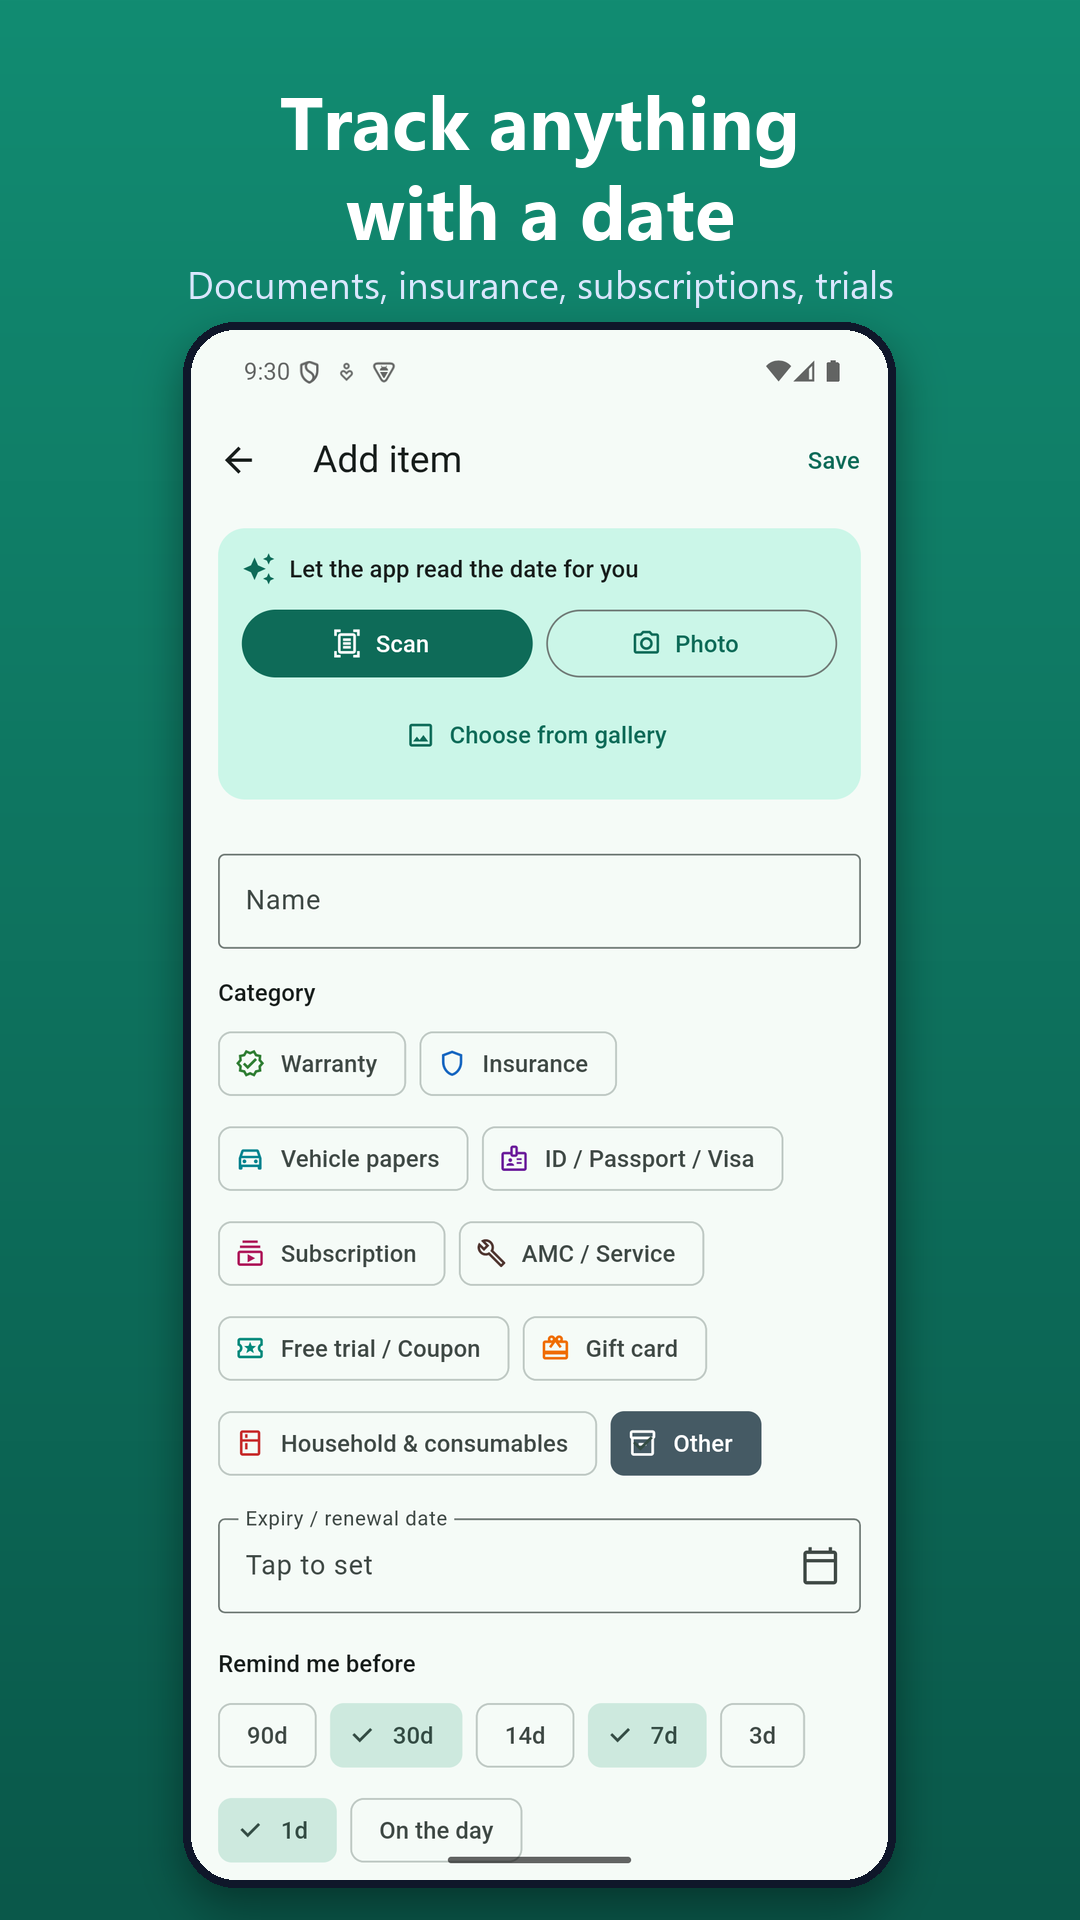 Track anything
with a date
Documents, insurance, subscriptions, trials
9:30
Add item
Save
Let the app read the date for you
Scan
Photo
Choose from gallery
Name
Category
Warranty
Insurance
Vehicle papers
ID / Passport / Visa
Subscription
AMC / Service
Free trial / Coupon
Gift card
Household & consumables
Other
Expiry / renewal date
Tap to set
Remind me before
90d
30d
14d
7d
3d
1d
On the day